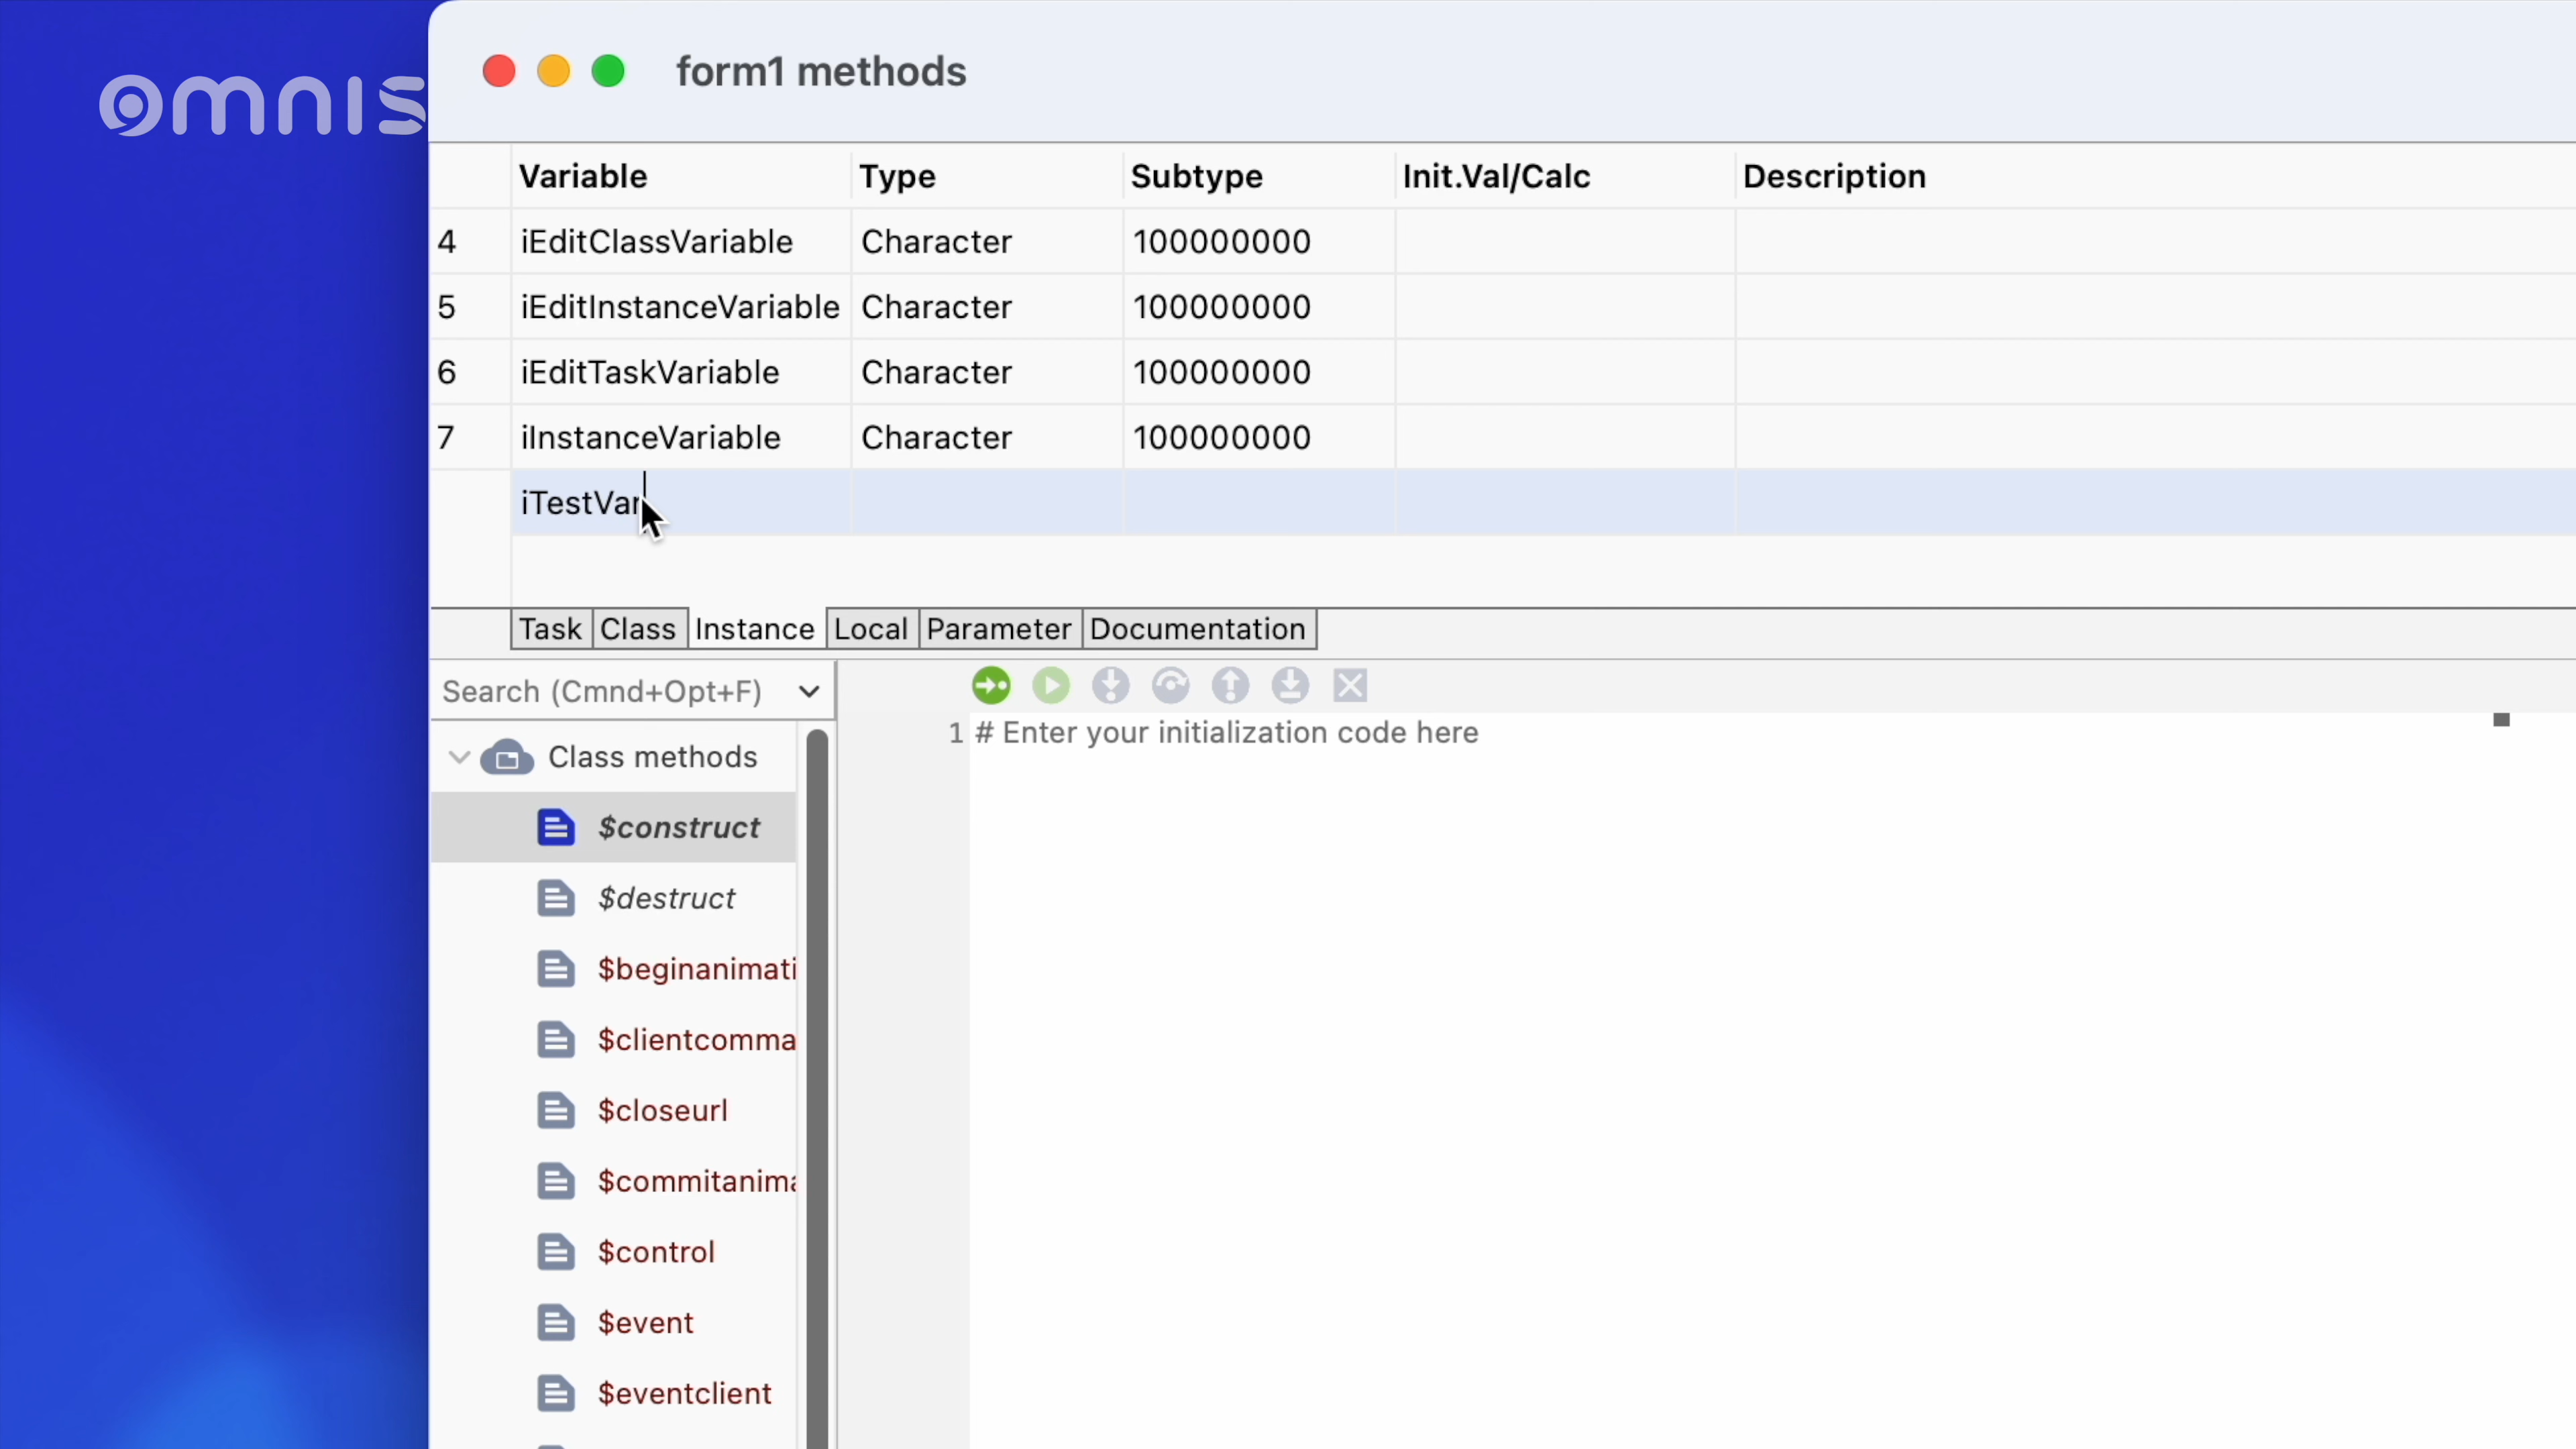 OMNIS
form1 methods
Variable Type Subtype Init.Val/Calc Description
4 iEditClassVariable Character 100000000
5 iEditInstanceVariable Character 100000000
6 iEditTaskVariable Character 100000000
7 iInstanceVariable Character 100000000
iTestVar
Task Class Instance Local Parameter Documentation
Search (Cmnd+Opt+F)
1 # Enter your initialization code here
Class methods
$construct
$destruct
$beginanimati
$clientcomma
$closeurl
$commitanima
$control
$event
$eventclient